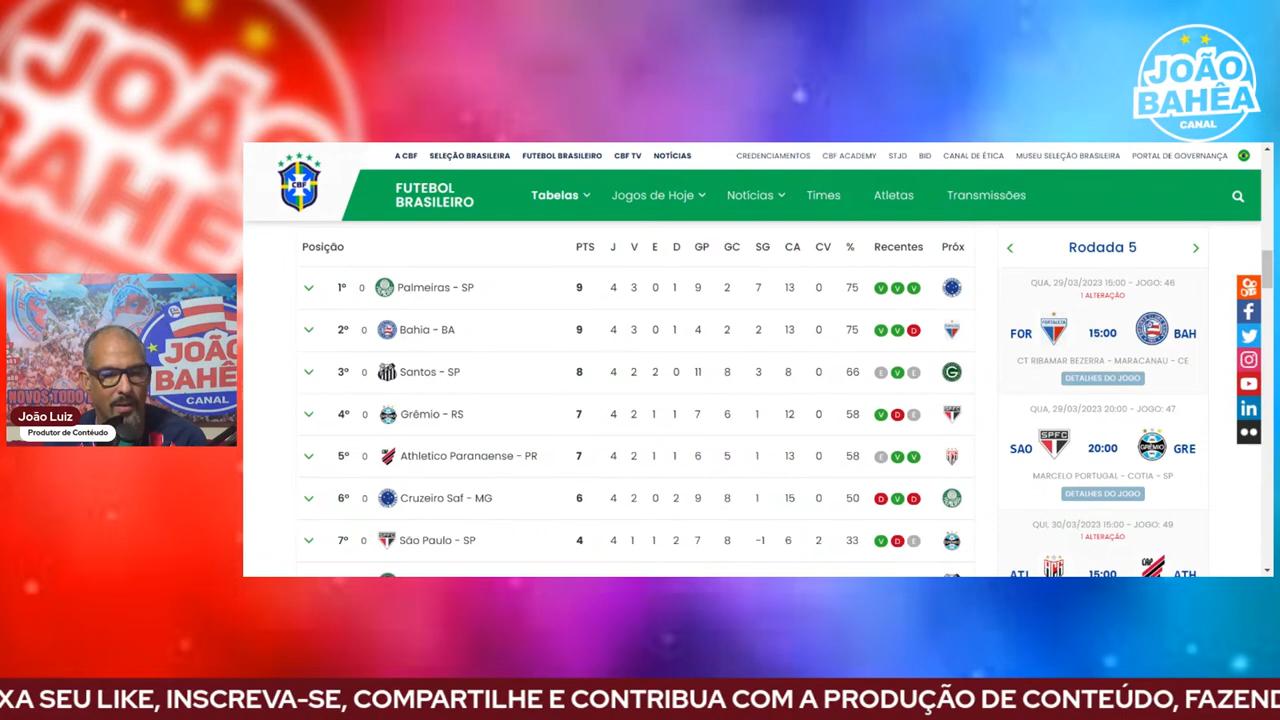 JOÃO
BAHÊA
CANAL
A CBF SELEÇÃO BRASILEIRA FUTEBOL BRASILEIRO CBF TV NOTÍCIAS CREDENCIAMENTOS CBF ACADEMY STJD BID CANAL DE ÉTICA MUSEU SELEÇÃO BRASILEIRA PORTAL DE GOVERNANÇA
CBF
FUTEBOL
BRASILEIRO
Tabelas Jogos de Hoje Notícias Times Atletas Transmissões
Posição PTS J V E D GP GC SG CA CV % Recentes Próx
1º 0 Palmeiras - SP 9 4 3 0 1 9 2 7 13 0 75 V V V
2º 0 Bahia - BA 9 4 3 0 1 4 2 2 13 0 75 V V D
3º 0 Santos - SP 8 4 2 2 0 11 8 3 8 0 66 E V E
4º 0 Grêmio - RS 7 4 2 1 1 7 6 1 12 0 58 V D E
5º 0 Athletico Paranaense - PR 7 4 2 1 1 6 5 1 13 0 58 E V V
6º 0 Cruzeiro Saf - MG 6 4 2 0 2 9 8 1 15 0 50 D V D
7º 0 São Paulo - SP 4 4 1 1 2 7 8 -1 6 2 33 V D E
Rodada 5
QUA, 29/03/2023 15:00 - JOGO: 46
1 ALTERAÇÃO
FOR 15:00 BAH
CT RIBAMAR BEZERRA - MARACANAU - CE
DETALHES DO JOGO
QUA, 29/03/2023 20:00 - JOGO: 47
SAO 20:00 GRE
MARCELO PORTUGAL - COTIA - SP
DETALHES DO JOGO
QUI, 30/03/2023 15:00 - JOGO: 49
1 ALTERAÇÃO
ATL 15:00 ATH
JOÃO
BAHÊA
CANAL
João Luiz
Produtor de Contéudo
XA SEU LIKE, INSCREVA-SE, COMPARTILHE E CONTRIBUA COM A PRODUÇÃO DE CONTEÚDO, FAZEND